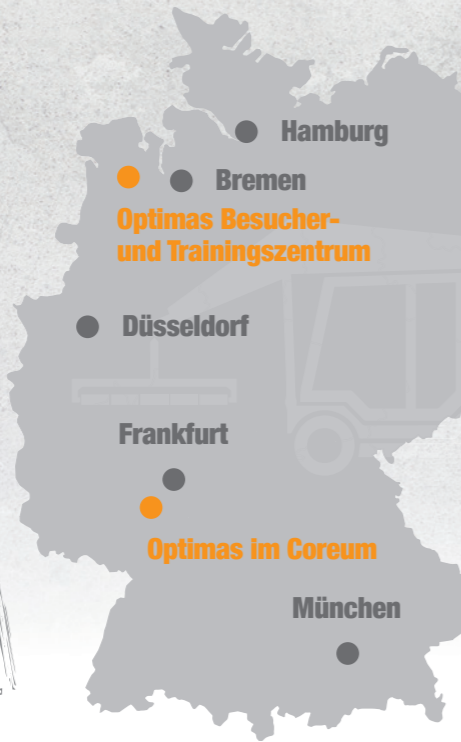 Hamburg
Bremen
Optimas Besucher-
und Trainingszentrum
Düsseldorf
Frankfurt
Optimas im Coreum
München